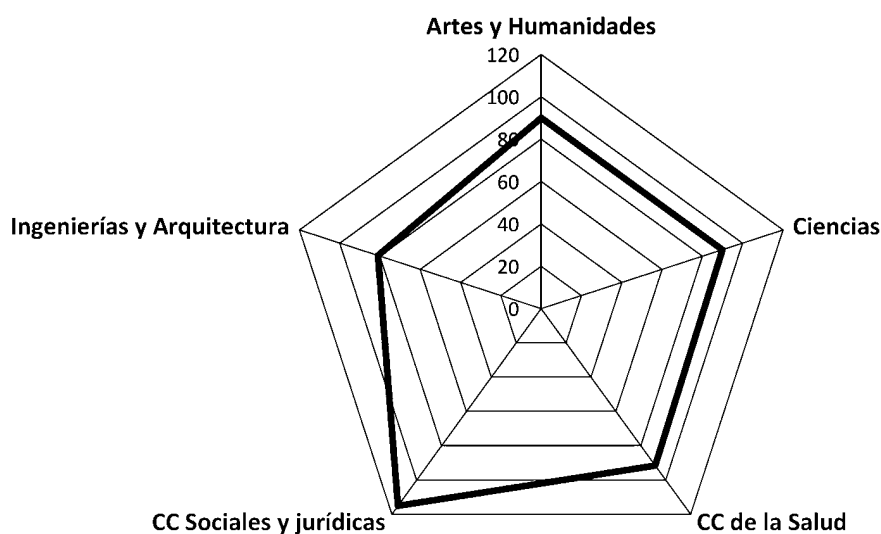 Artes y Humanidades
120
100
80
60
40
20
0
Ciencias
CC de la Salud
CC Sociales y jurídicas
Ingenierías y Arquitectura